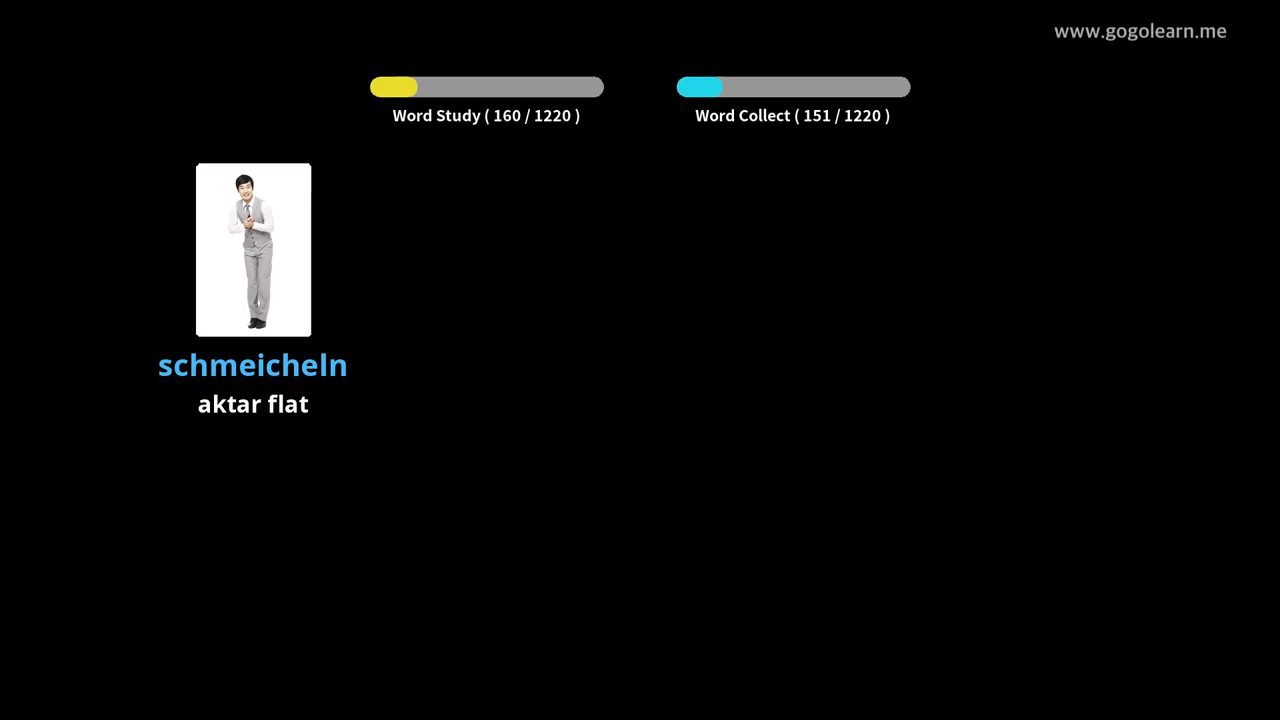 www.gogolearn.me
Word Study ( 160 / 1220 )
Word Collect ( 151 / 1220 )
schmeicheln
aktar flat